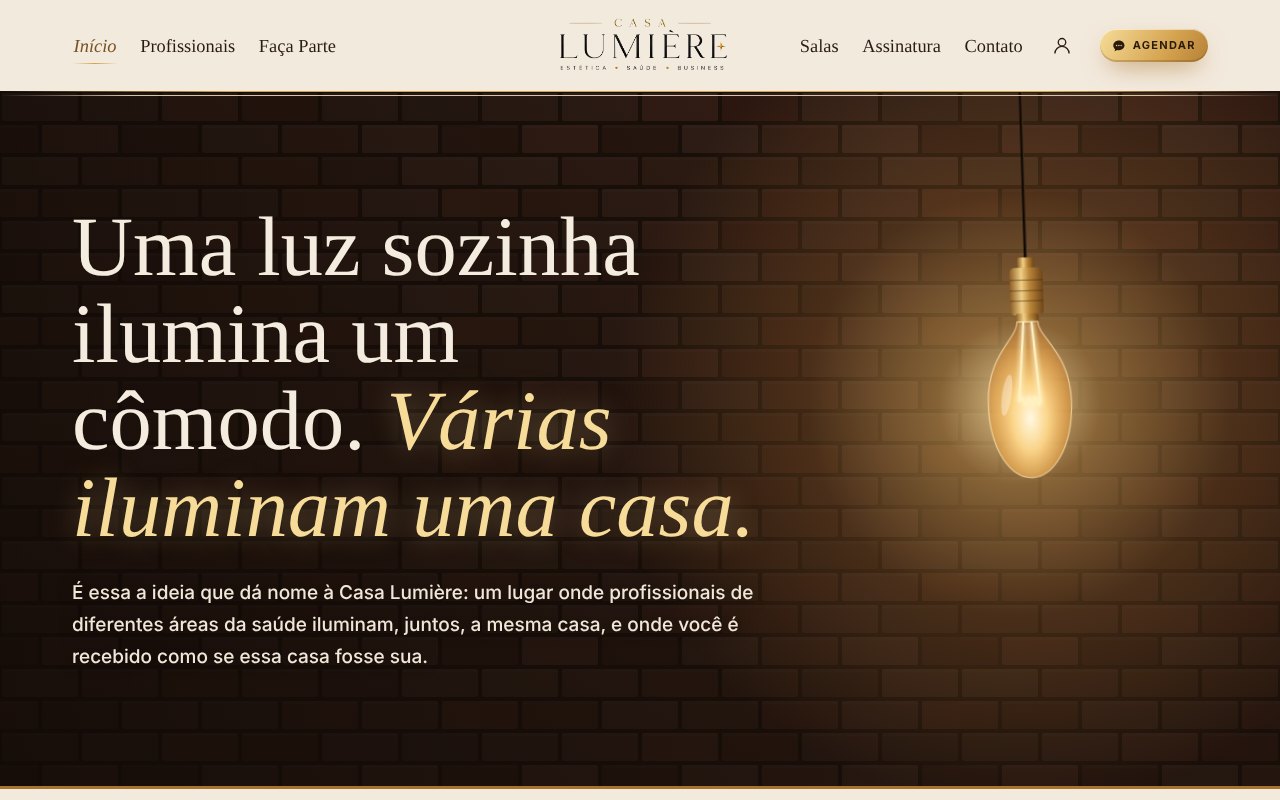 Início Profissionais Faça Parte
CASA
LUMIÈRE
ESTÉTICA • SAÚDE • BUSINESS
Salas Assinatura Contato
AGENDAR
Uma luz sozinha
ilumina um
cômodo. Várias
iluminam uma casa.
É essa a ideia que dá nome à Casa Lumière: um lugar onde profissionais de
diferentes áreas da saúde iluminam, juntos, a mesma casa, e onde você é
recebido como se essa casa fosse sua.